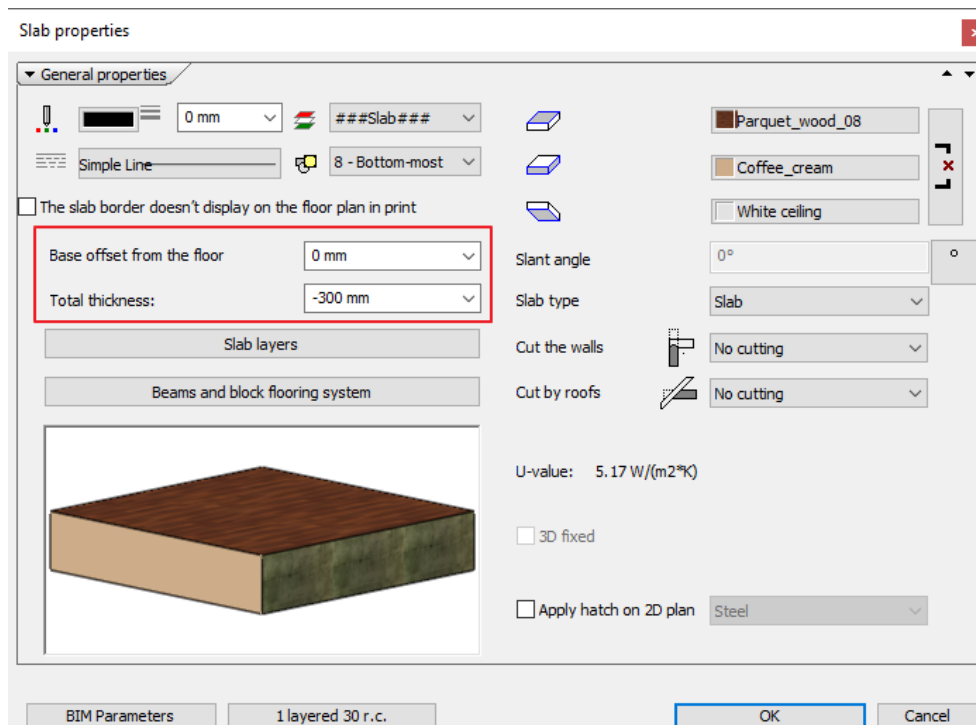 Slab properties
General properties
0 mm
###Slab###
Parquet_wood_08
Simple Line
8 - Bottom-most
Coffee_cream
The slab border doesn't display on the floor plan in print
White ceiling
Base offset from the floor
0 mm
Slant angle
0°
Total thickness:
-300 mm
Slab type
Slab
Slab layers
Cut the walls
No cutting
Beams and block flooring system
Cut by roofs
No cutting
U-value: 5.17 W/(m2*K)
3D fixed
Apply hatch on 2D plan
Steel
BIM Parameters
1 layered 30 r.c.
OK
Cancel